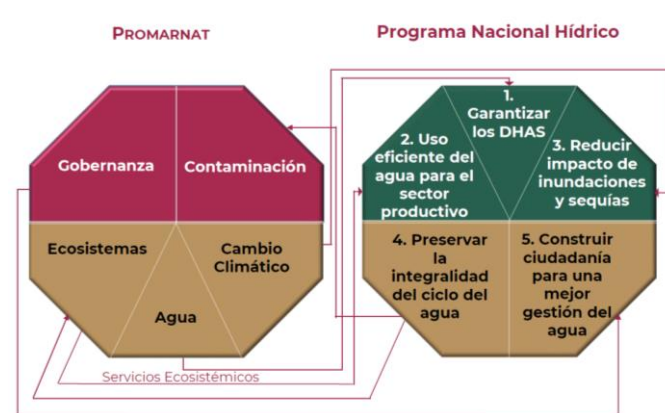 PROMARNAT
Programa Nacional Hídrico
Gobernanza
Contaminación
Ecosistemas
Cambio
Climático
Agua
Servicios Ecosistémicos
1.
Garantizar
los DHAS
2. Uso
eficiente del
agua para el
sector
productivo
3. Reducir
impacto de
inundaciones
y sequías
4. Preservar
la
integralidad
del ciclo del
agua
5. Construir
ciudadanía
para una
mejor
gestión del
agua